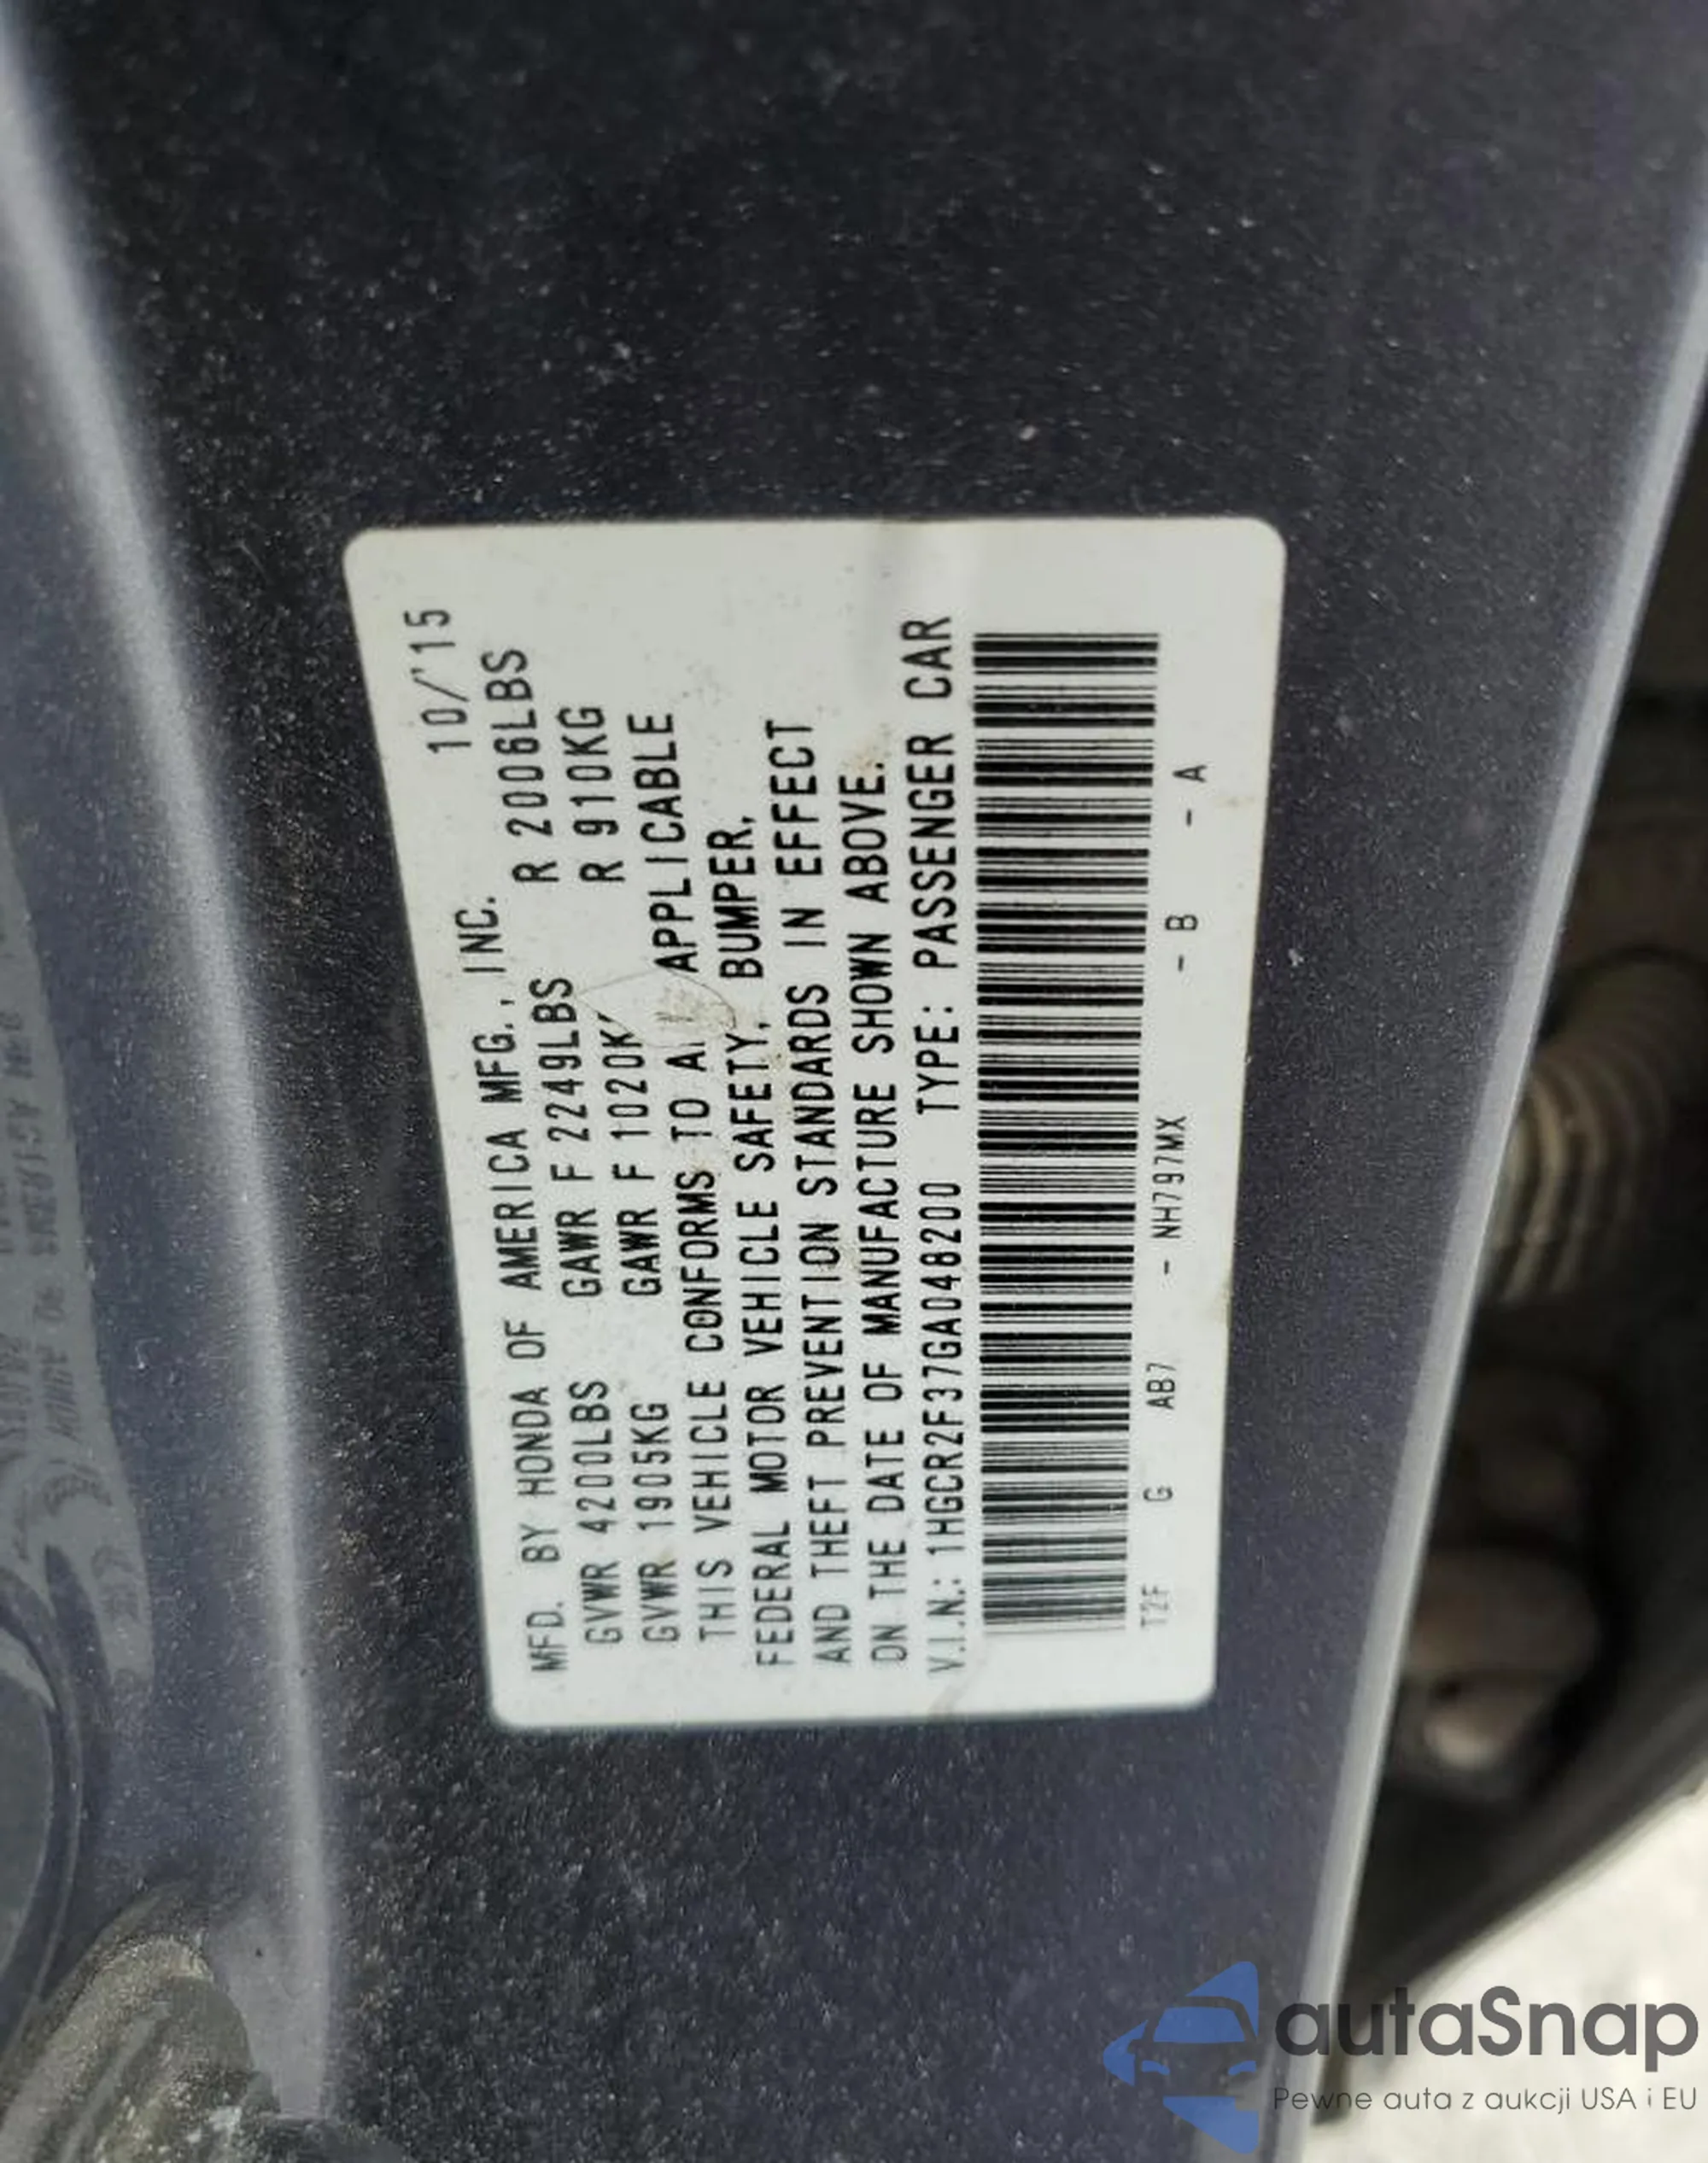 10/'15
MFD. BY HONDA OF AMERICA MFG., INC.
GVWR 4200LBS GAWR F 2249LBS R 2006LBS
GVWR 1905KG GAWR F 1020K R 910KG
THIS VEHICLE CONFORMS TO APPLICABLE
FEDERAL MOTOR VEHICLE SAFETY, BUMPER,
AND THEFT PREVENTION STANDARDS IN EFFECT
ON THE DATE OF MANUFACTURE SHOWN ABOVE.
V.I.N.: 1HGCR2F37GA048200 TYPE: PASSENGER CAR
T2F G AB7 - NH797MX - B - A
autaSnap
Pewne auta z aukcji USA i EU